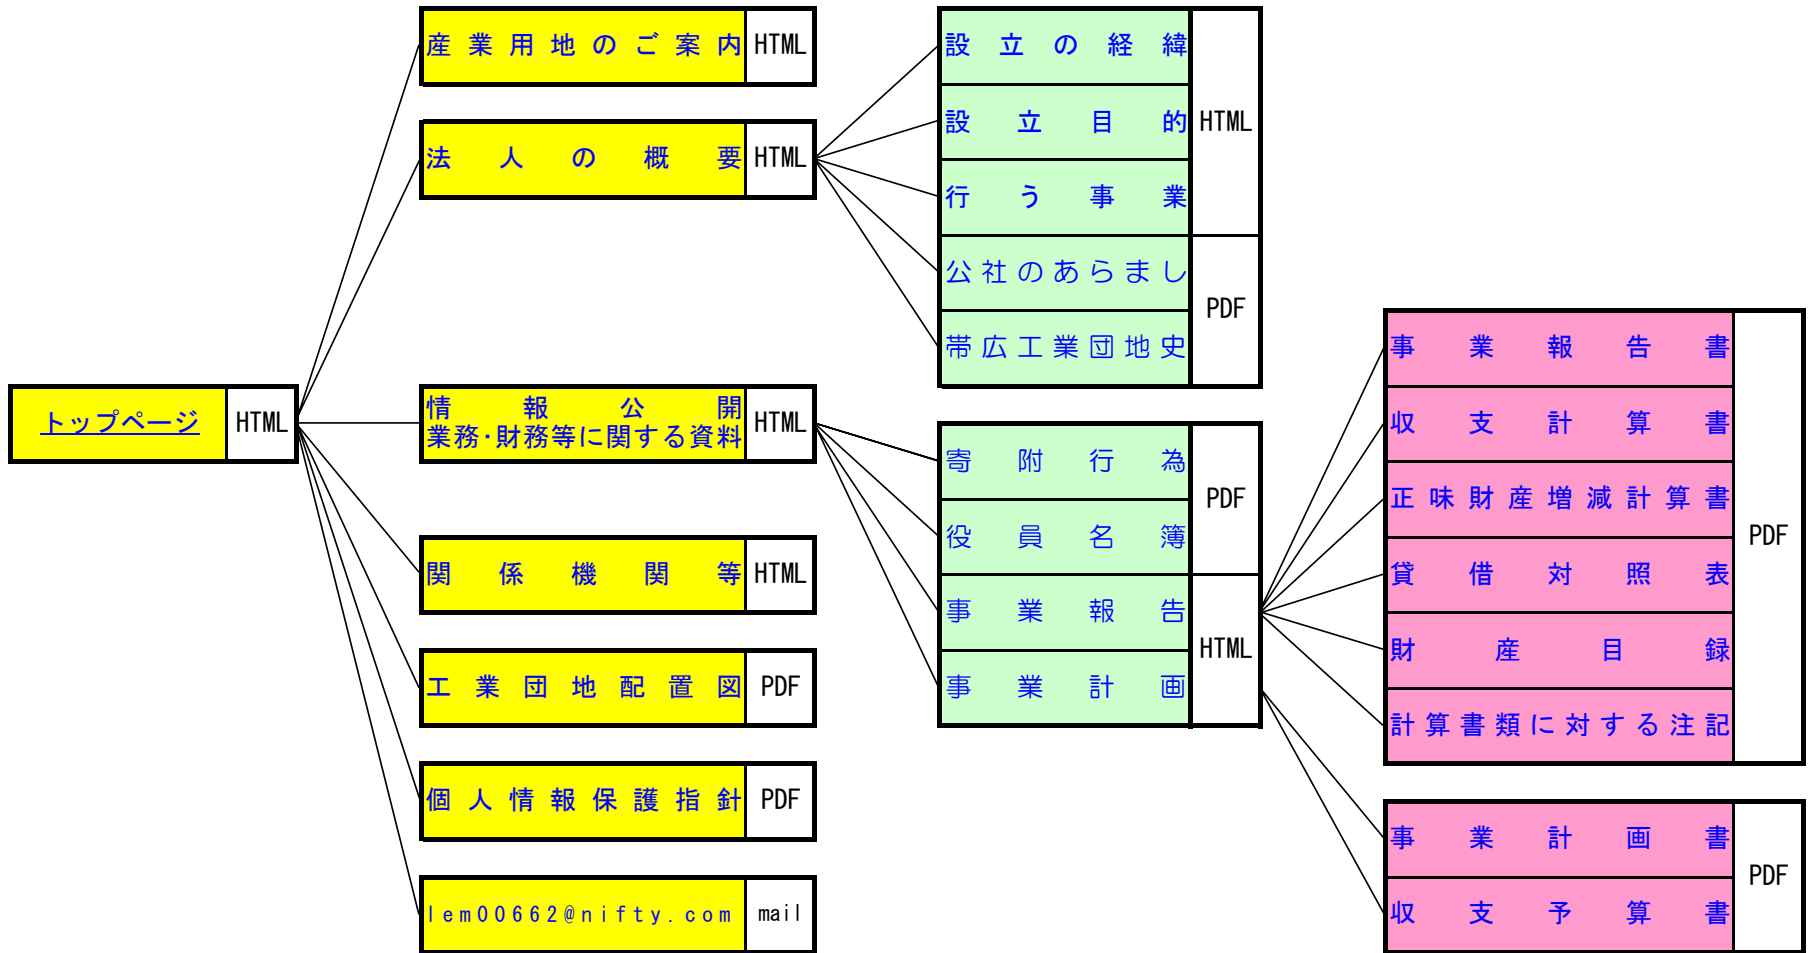 トップページ HTML
産業用地のご案内 HTML
法人の概要 HTML
情報公開
業務・財務等に関する資料 HTML
関係機関等 HTML
工業団地配置図 PDF
個人情報保護指針 PDF
lem00662@nifty.com mail
設立の経緯
設立目的
行う事業
HTML
公社のあらまし
帯広工業団地史
PDF
寄附行為
役員名簿
PDF
事業報告
事業計画
HTML
事業報告書
収支計算書
正味財産増減計算書
貸借対照表
財産目録
計算書類に対する注記
PDF
事業計画書
収支予算書
PDF